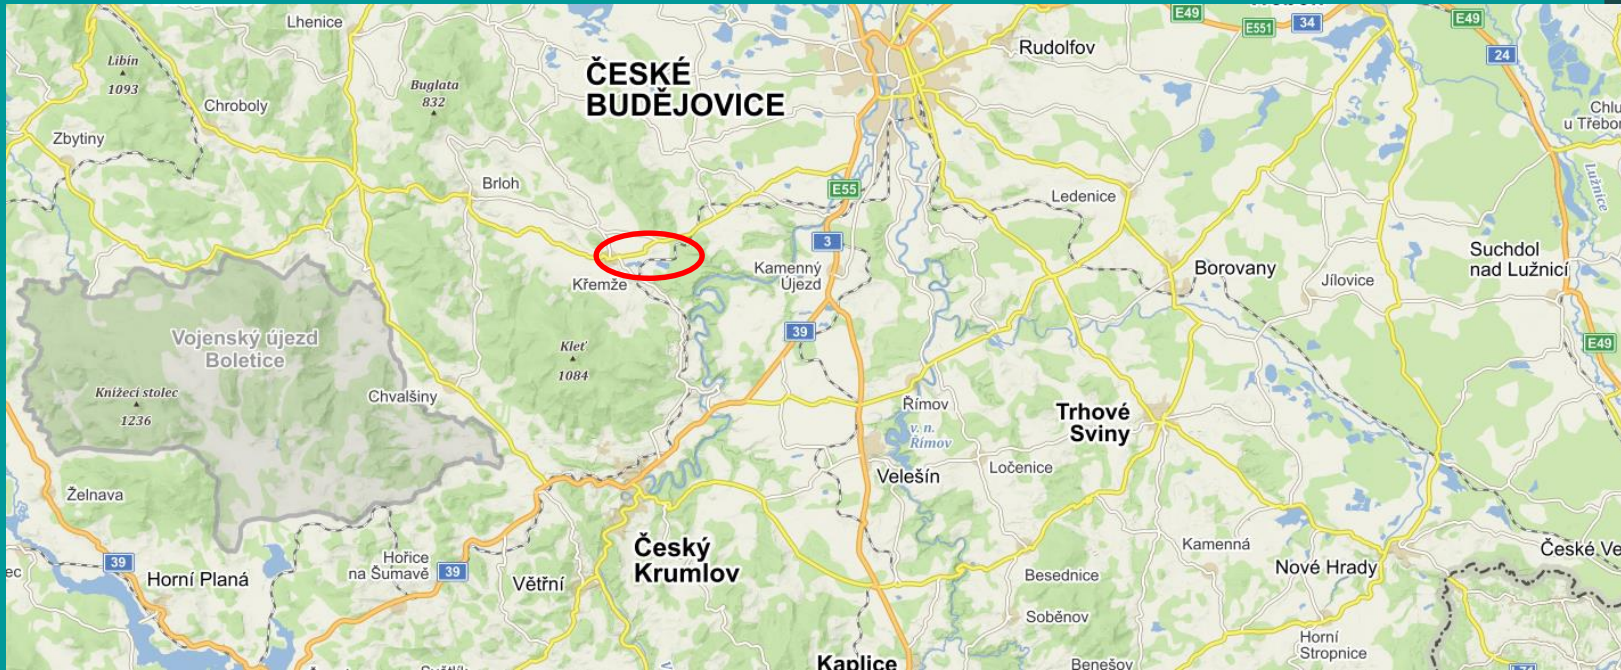 Lhenice
E49
E551
34
E49
Rudolfov
24
Libín
1093
Buglata
832
ČESKÉ
BUDĚJOVICE
Chroboly
Chlu
u Třebor
Zbytiny
Brloh
E55
Ledenice
Lužnice
3
Kamenný
Újezd
Křemže
Borovany
Jílovice
Suchdol
nad Lužnicí
Vojenský újezd
Boletice
39
E49
Kleť
1084
Knížecí stolec
1236
Chvalšiny
Římov
v. n.
Římov
Trhové
Sviny
Velešín
Ločenice
Želnava
Český
Krumlov
Kamenná
České Ve
39
Horní Planá
Hořice
na Šumavě
39
Větřní
Besednice
Nové Hrady
ec
Soběnov
Horní
Stropnice
Kaplice
Benešov